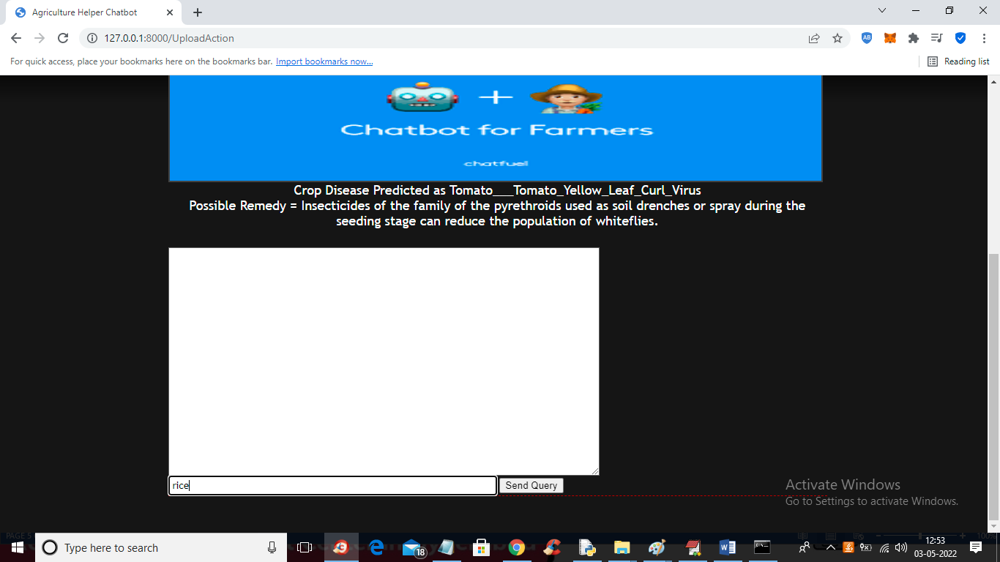 Agriculture Helper Chatbot
127.0.0.1:8000/UploadAction
AB
For quick access, place your bookmarks here on the bookmarks bar. Import bookmarks now...
Reading list
Chatbot for Farmers
chatfuel
Crop Disease Predicted as Tomato___Tomato_Yellow_Leaf_Curl_Virus
Possible Remedy = Insecticides of the family of the pyrethroids used as soil drenches or spray during the
seeding stage can reduce the population of whiteflies.
rice
Send Query
Activate Windows
Go to Settings to activate Windows.
100%
Type here to search
18
12:53
03-05-2022